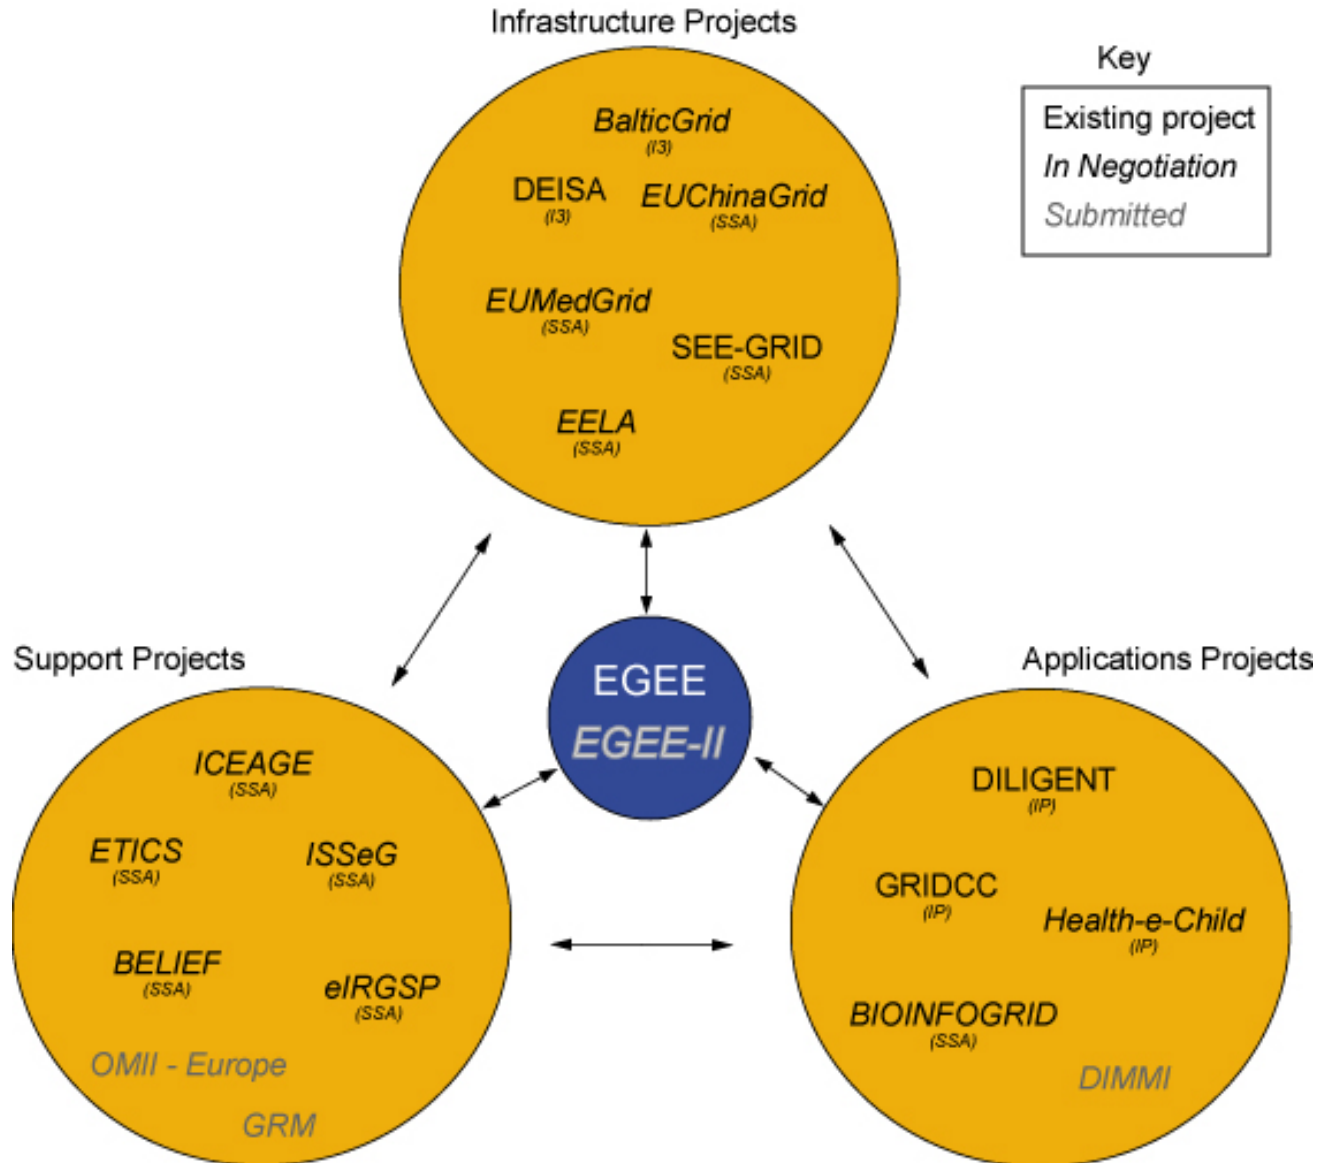 Infrastructure Projects
Key
Existing project
In Negotiation
Submitted
BalticGrid
(I3)
DEISA
(I3)
EUChinaGrid
(SSA)
EUMedGrid
(SSA)
SEE-GRID
(SSA)
EELA
(SSA)
Support Projects
EGEE
EGEE-II
Applications Projects
ICEAGE
(SSA)
ETICS
(SSA)
ISSeG
(SSA)
BELIEF
(SSA)
eIRGSP
(SSA)
OMII - Europe
GRM
DILIGENT
(IP)
GRIDCC
(IP)
Health-e-Child
(IP)
BIOINFOGRID
(SSA)
DIMMI